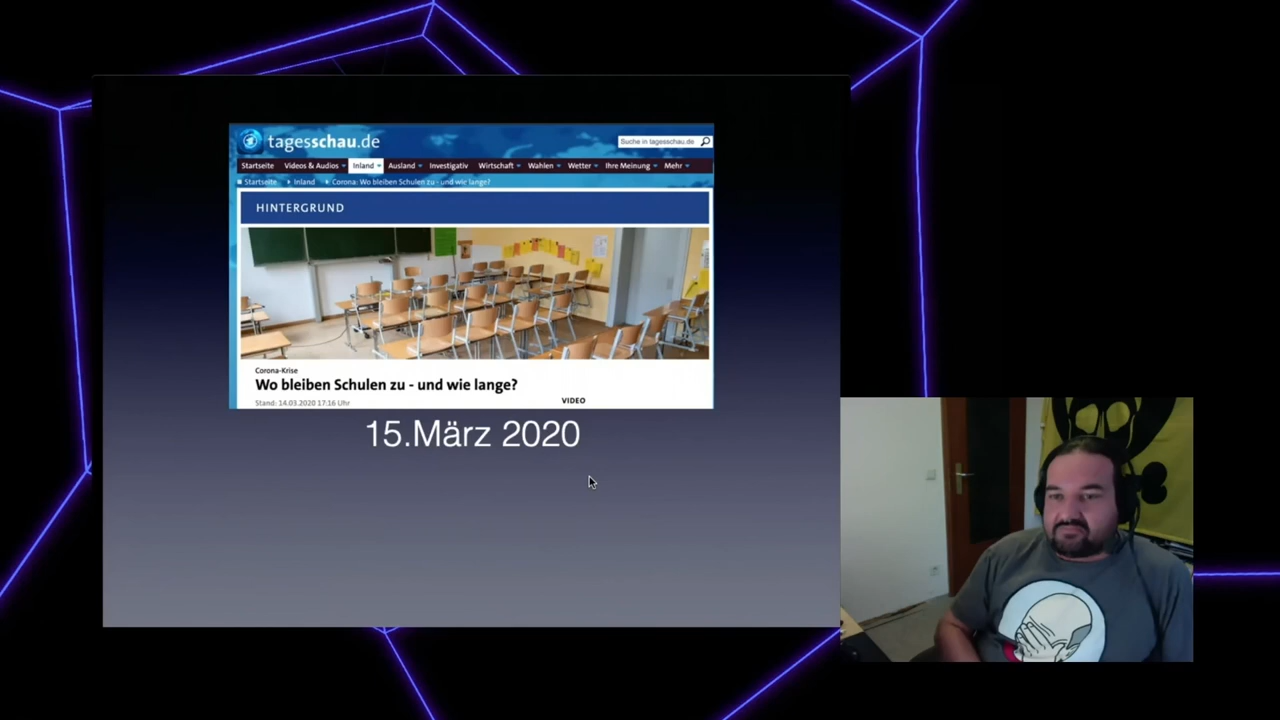 tagesschau.de
Suche in tagesschau.de
Startseite Videos & Audios Inland Ausland Investigativ Wirtschaft Wahlen Wetter Ihre Meinung Mehr
Startseite Inland Corona: Wo bleiben Schulen zu - und wie lange?
HINTERGRUND
Corona-Krise
Wo bleiben Schulen zu - und wie lange?
Stand: 14.03.2020 17:16 Uhr
VIDEO
15.März 2020